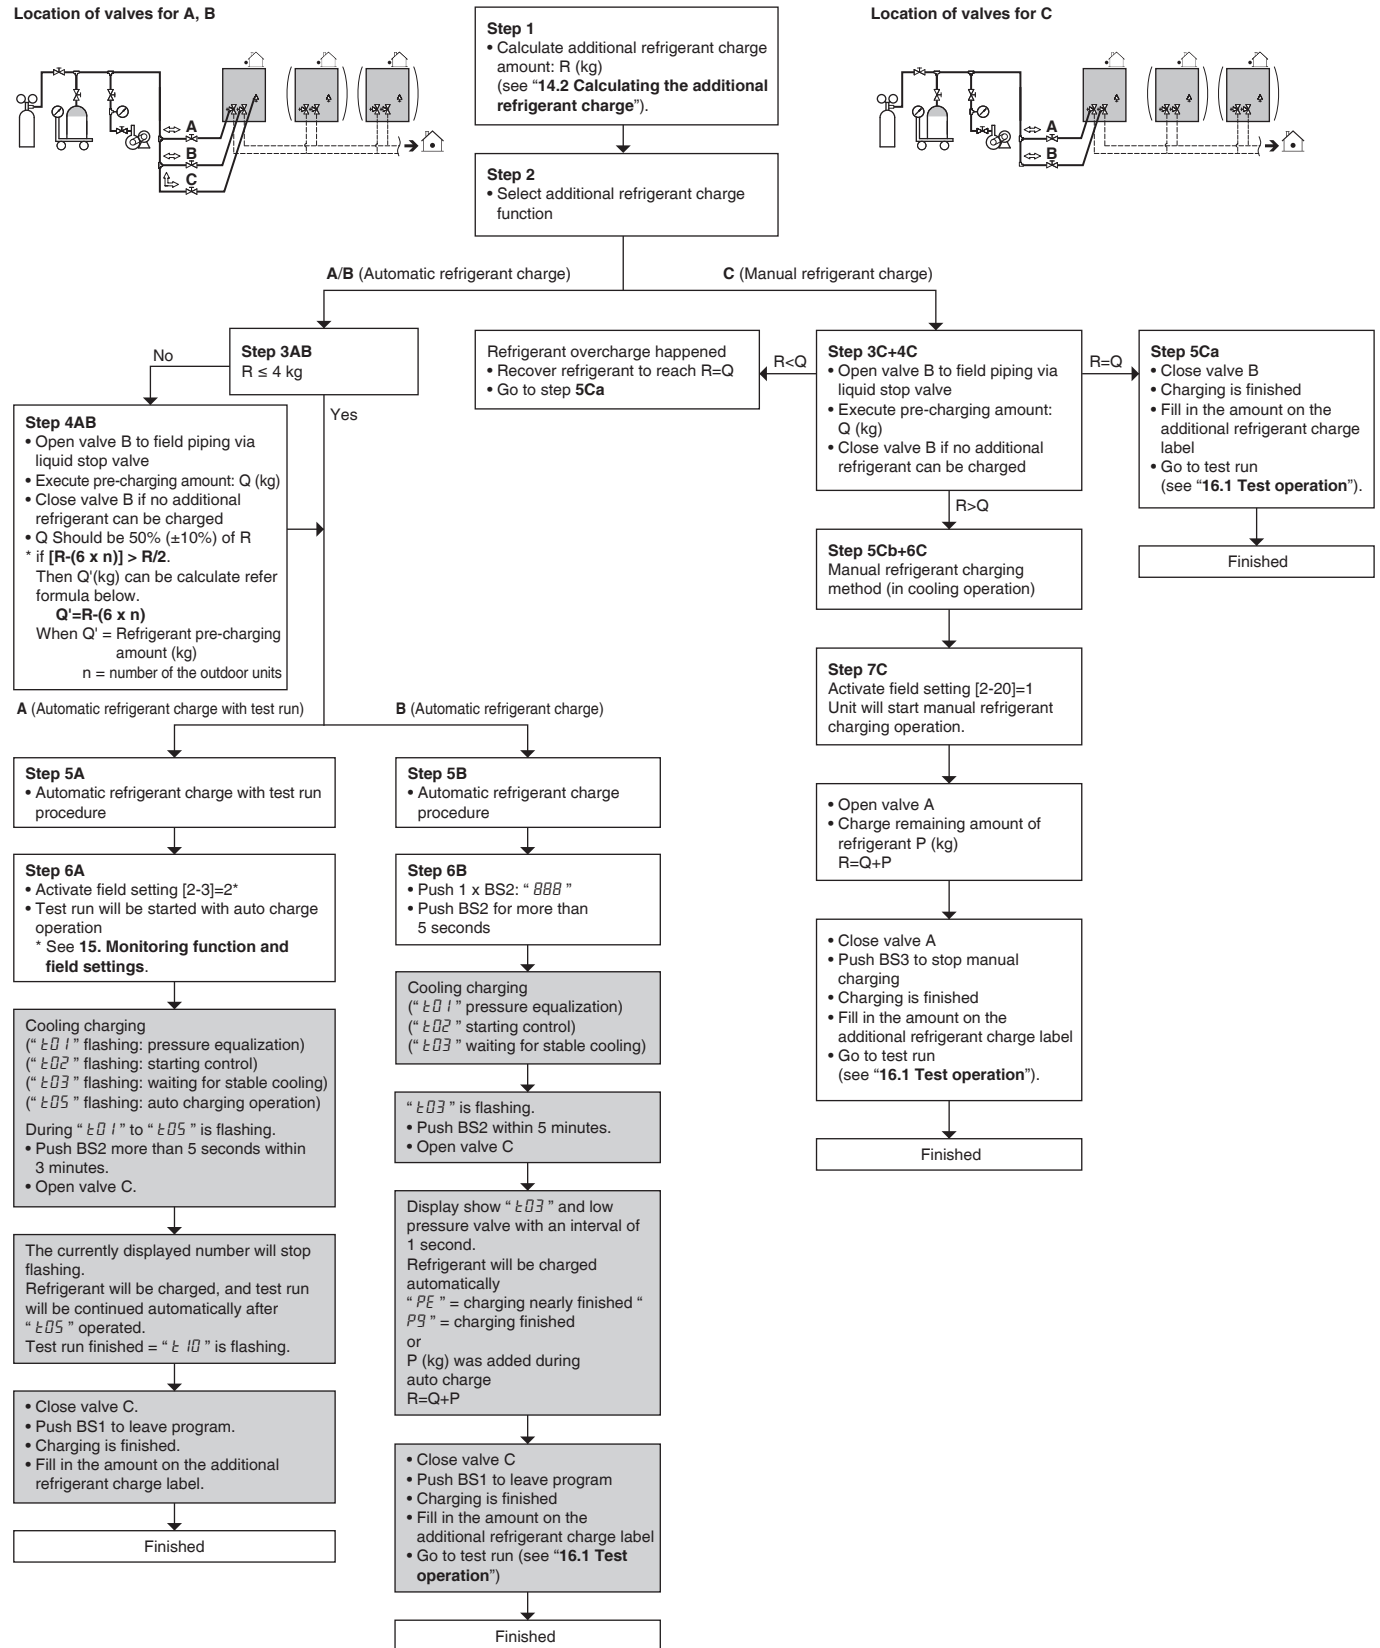 Location of valves for A, B
A
B
C
Location of valves for C
A
B
Step 1
• Calculate additional refrigerant charge
amount: R (kg)
(see “14.2 Calculating the additional
refrigerant charge”).
Step 2
• Select additional refrigerant charge
function
A/B (Automatic refrigerant charge)
C (Manual refrigerant charge)
Step 3AB
R ≤ 4 kg
No
Yes
Step 4AB
• Open valve B to field piping via
liquid stop valve
• Execute pre-charging amount: Q (kg)
• Close valve B if no additional
refrigerant can be charged
• Q Should be 50% (±10%) of R
* if [R-(6 x n)] > R/2.
Then Q'(kg) can be calculate refer
formula below.
Q'=R-(6 x n)
When Q' = Refrigerant pre-charging
amount (kg)
n = number of the outdoor units
A (Automatic refrigerant charge with test run)
B (Automatic refrigerant charge)
Step 5A
• Automatic refrigerant charge with test run
procedure
Step 6A
• Activate field setting [2-3]=2*
• Test run will be started with auto charge
operation
* See 15. Monitoring function and
field settings.
Cooling charging
(“ t01 ” flashing: pressure equalization)
(“ t02 ” flashing: starting control)
(“ t03 ” flashing: waiting for stable cooling)
(“ t05 ” flashing: auto charging operation)
During “ t01 ” to “ t05 ” is flashing.
• Push BS2 more than 5 seconds within
3 minutes.
• Open valve C.
The currently displayed number will stop
flashing.
Refrigerant will be charged, and test run
will be continued automatically after
“ t05 ” operated.
Test run finished = “ t10 ” is flashing.
• Close valve C.
• Push BS1 to leave program.
• Charging is finished.
• Fill in the amount on the additional
refrigerant charge label.
Finished
Step 5B
• Automatic refrigerant charge
procedure
Step 6B
• Push 1 x BS2: “ 888 ”
• Push BS2 for more than
5 seconds
Cooling charging
(“ t01 ” pressure equalization)
(“ t02 ” starting control)
(“ t03 ” waiting for stable cooling)
“ t03 ” is flashing.
• Push BS2 within 5 minutes.
• Open valve C
Display show “ t03 ” and low
pressure valve with an interval of
1 second.
Refrigerant will be charged
automatically
“ PE ” = charging nearly finished “
P9 ” = charging finished
or
P (kg) was added during
auto charge
R=Q+P
• Close valve C
• Push BS1 to leave program
• Charging is finished
• Fill in the amount on the
additional refrigerant charge label
• Go to test run (see “16.1 Test
operation”)
Finished
Refrigerant overcharge happened
• Recover refrigerant to reach R=Q
• Go to step 5Ca
R<Q
Step 3C+4C
• Open valve B to field piping via
liquid stop valve
• Execute pre-charging amount:
Q (kg)
• Close valve B if no additional
refrigerant can be charged
R=Q
Step 5Ca
• Close valve B
• Charging is finished
• Fill in the amount on the
additional refrigerant charge
label
• Go to test run
(see “16.1 Test operation”).
Finished
R>Q
Step 5Cb+6C
Manual refrigerant charging
method (in cooling operation)
Step 7C
Activate field setting [2-20]=1
Unit will start manual refrigerant
charging operation.
• Open valve A
• Charge remaining amount of
refrigerant P (kg)
R=Q+P
• Close valve A
• Push BS3 to stop manual
charging
• Charging is finished
• Fill in the amount on the
additional refrigerant charge label
• Go to test run
(see “16.1 Test operation”).
Finished